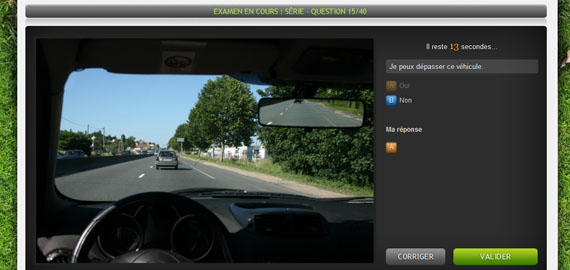 EXAMEN EN COURS : SÉRIE - QUESTION 15/40
Il reste 13 secondes...
Je peux dépasser ce véhicule.
A Oui
B Non
Ma réponse
A
CORRIGER
VALIDER